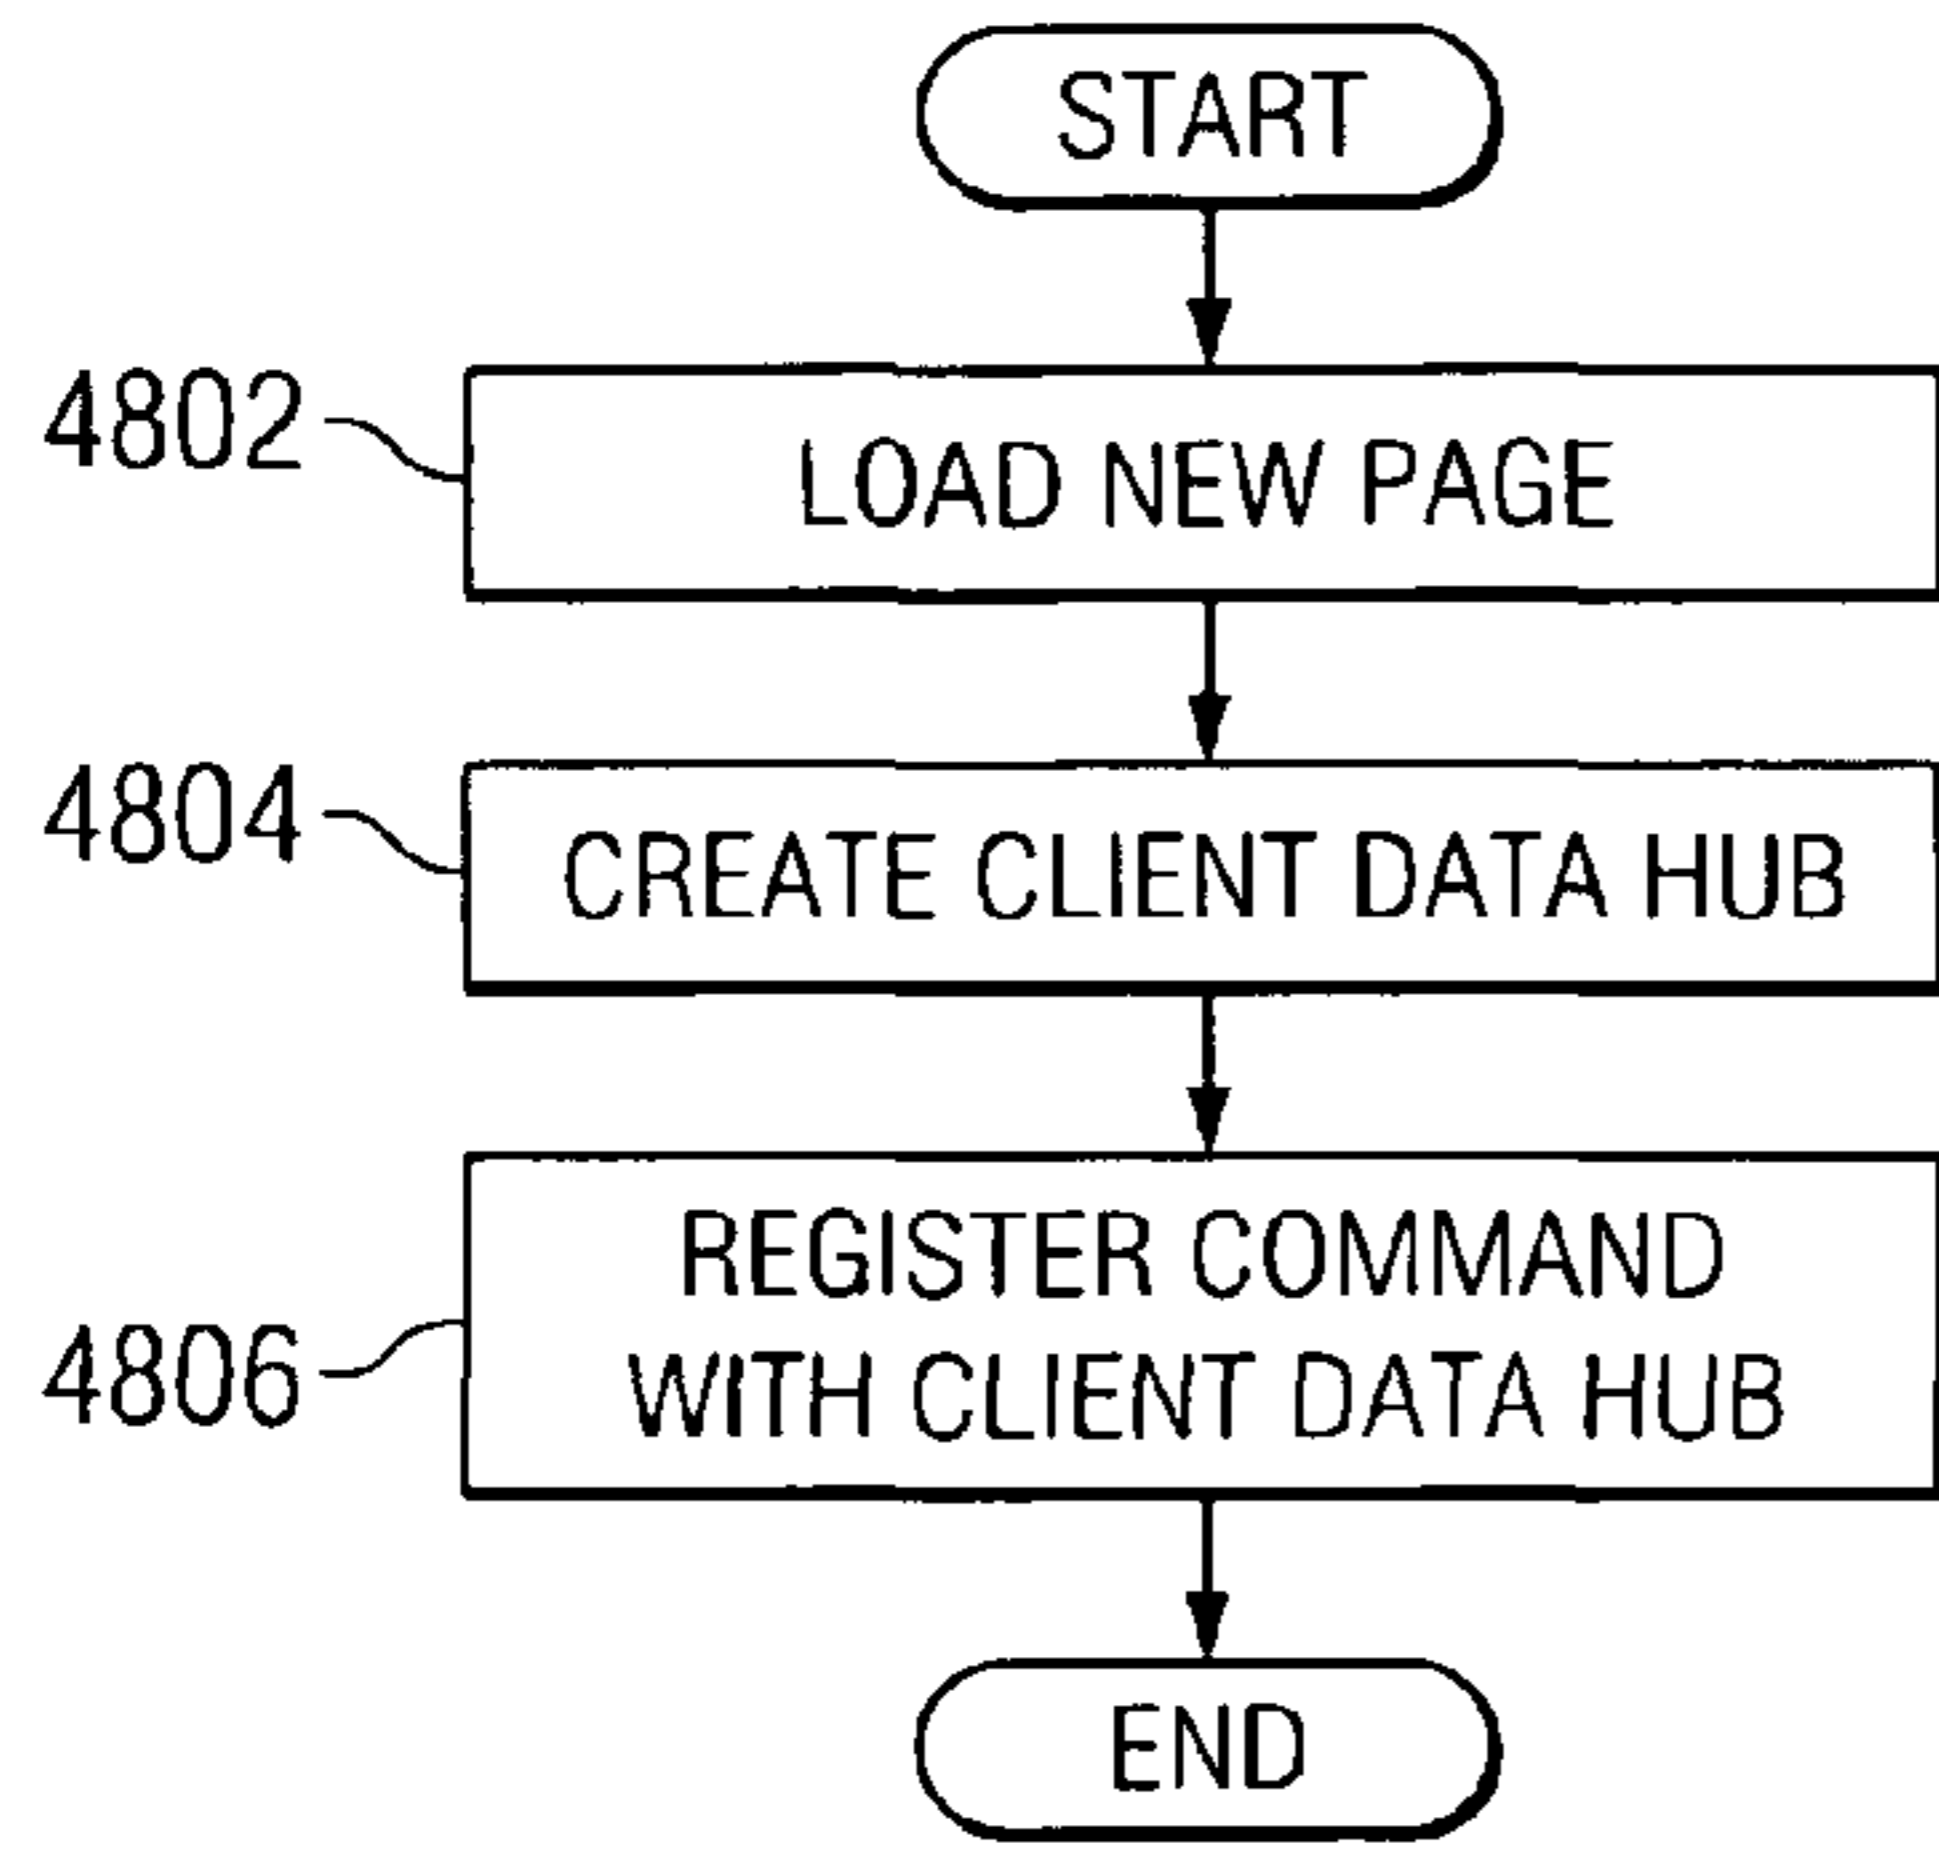 START
4802
LOAD NEW PAGE
4804
CREATE CLIENT DATA HUB
4806
REGISTER COMMAND
WITH CLIENT DATA HUB
END